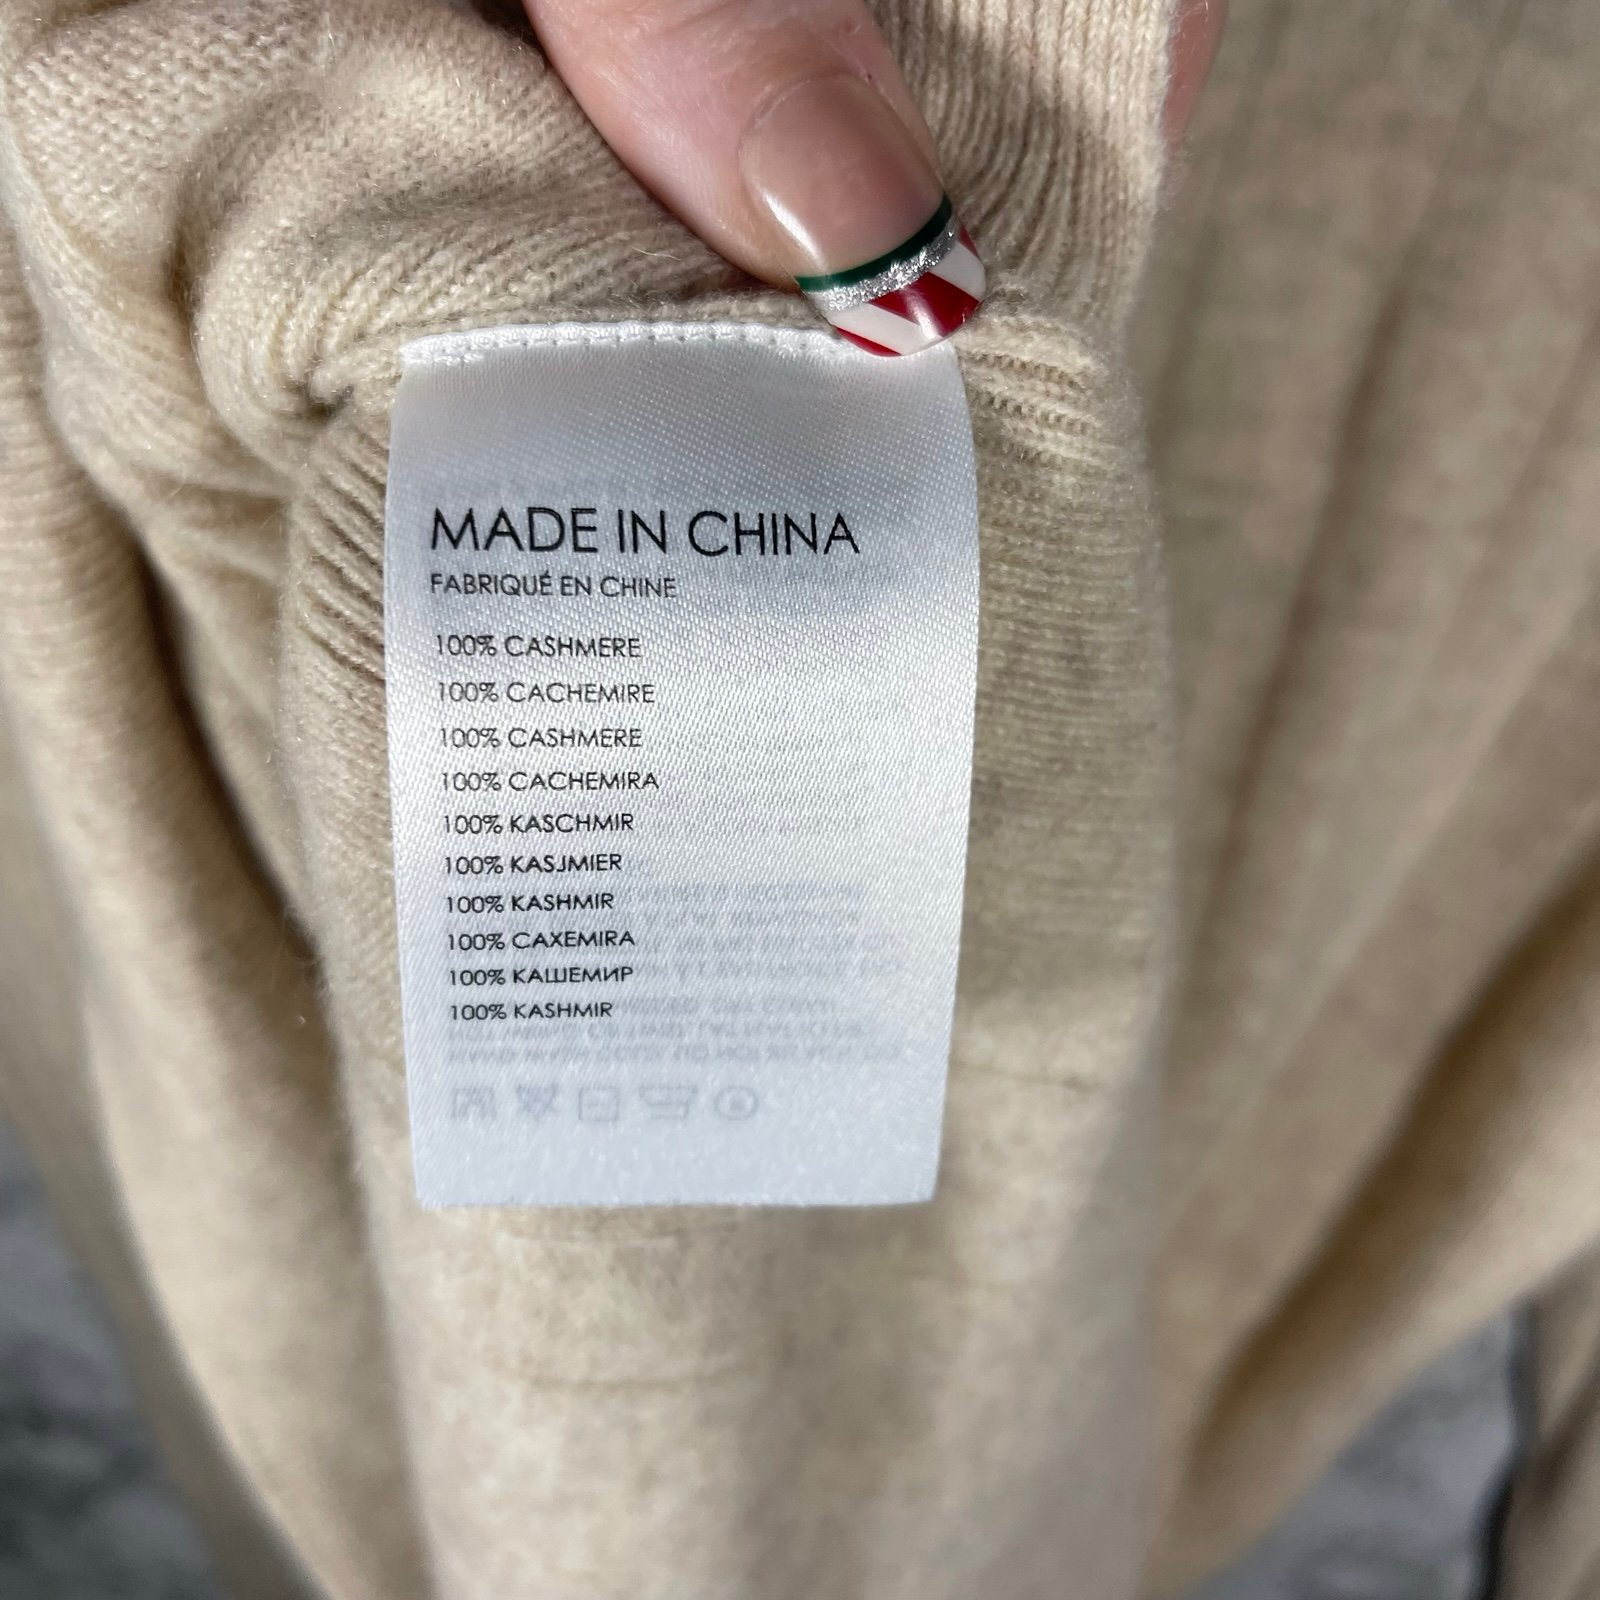 MADE IN CHINA
FABRIQUÉ EN CHINE
100% CASHMERE
100% CACHEMIRE
100% CASHMERE
100% CACHEMIRA
100% KASCHMIR
100% KASJMIER
100% KASHMIR
100% CAXEMIRA
100% КАШЕМИР
100% KASHMIR